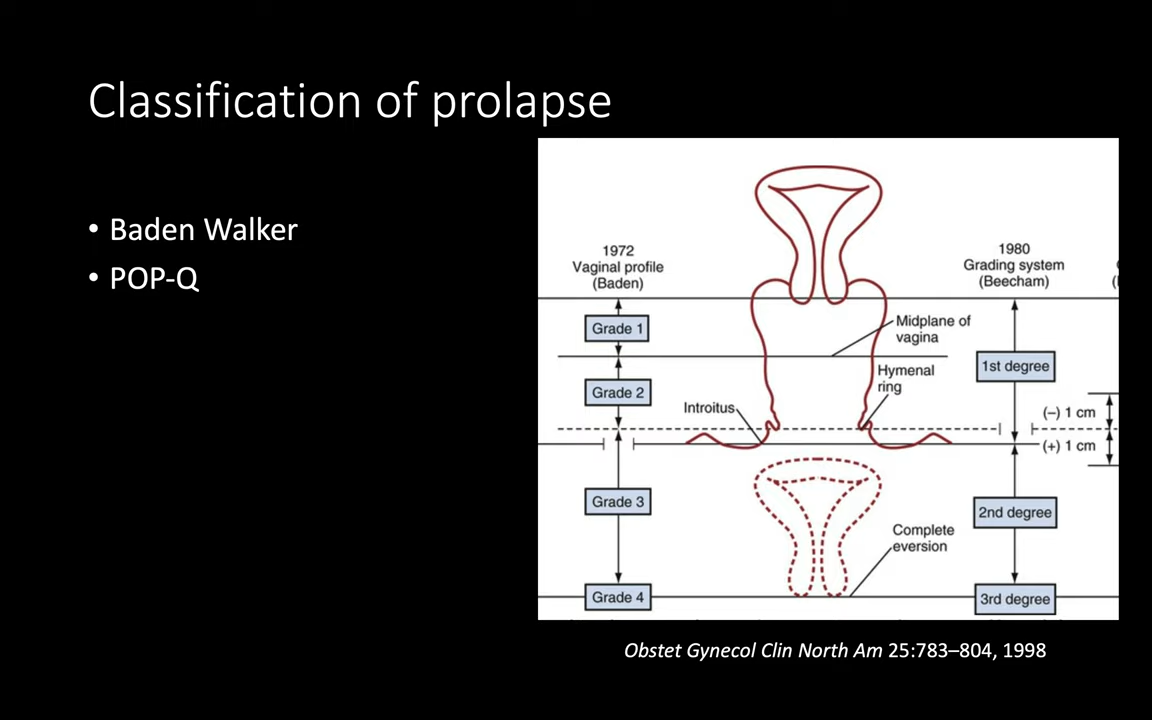 Classification of prolapse
• Baden Walker
• POP-Q
1972
Vaginal profile
(Baden)
Grade 1
Grade 2
Grade 3
Grade 4
Introitus
Midplane of
vagina
Hymenal
ring
Complete
eversion
1980
Grading system
(Beecham)
1st degree
2nd degree
3rd degree
(–) 1 cm
(+) 1 cm
Obstet Gynecol Clin North Am 25:783–804, 1998